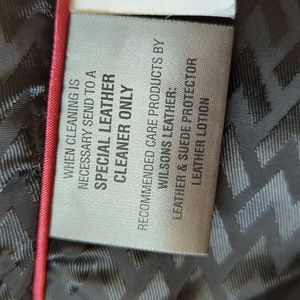 WHEN CLEANING IS
NECESSARY SEND TO A
SPECIAL LEATHER
CLEANER ONLY
RECOMMENDED CARE PRODUCTS BY
WILSONS LEATHER:
LEATHER & SUEDE PROTECTOR
LEATHER LOTION